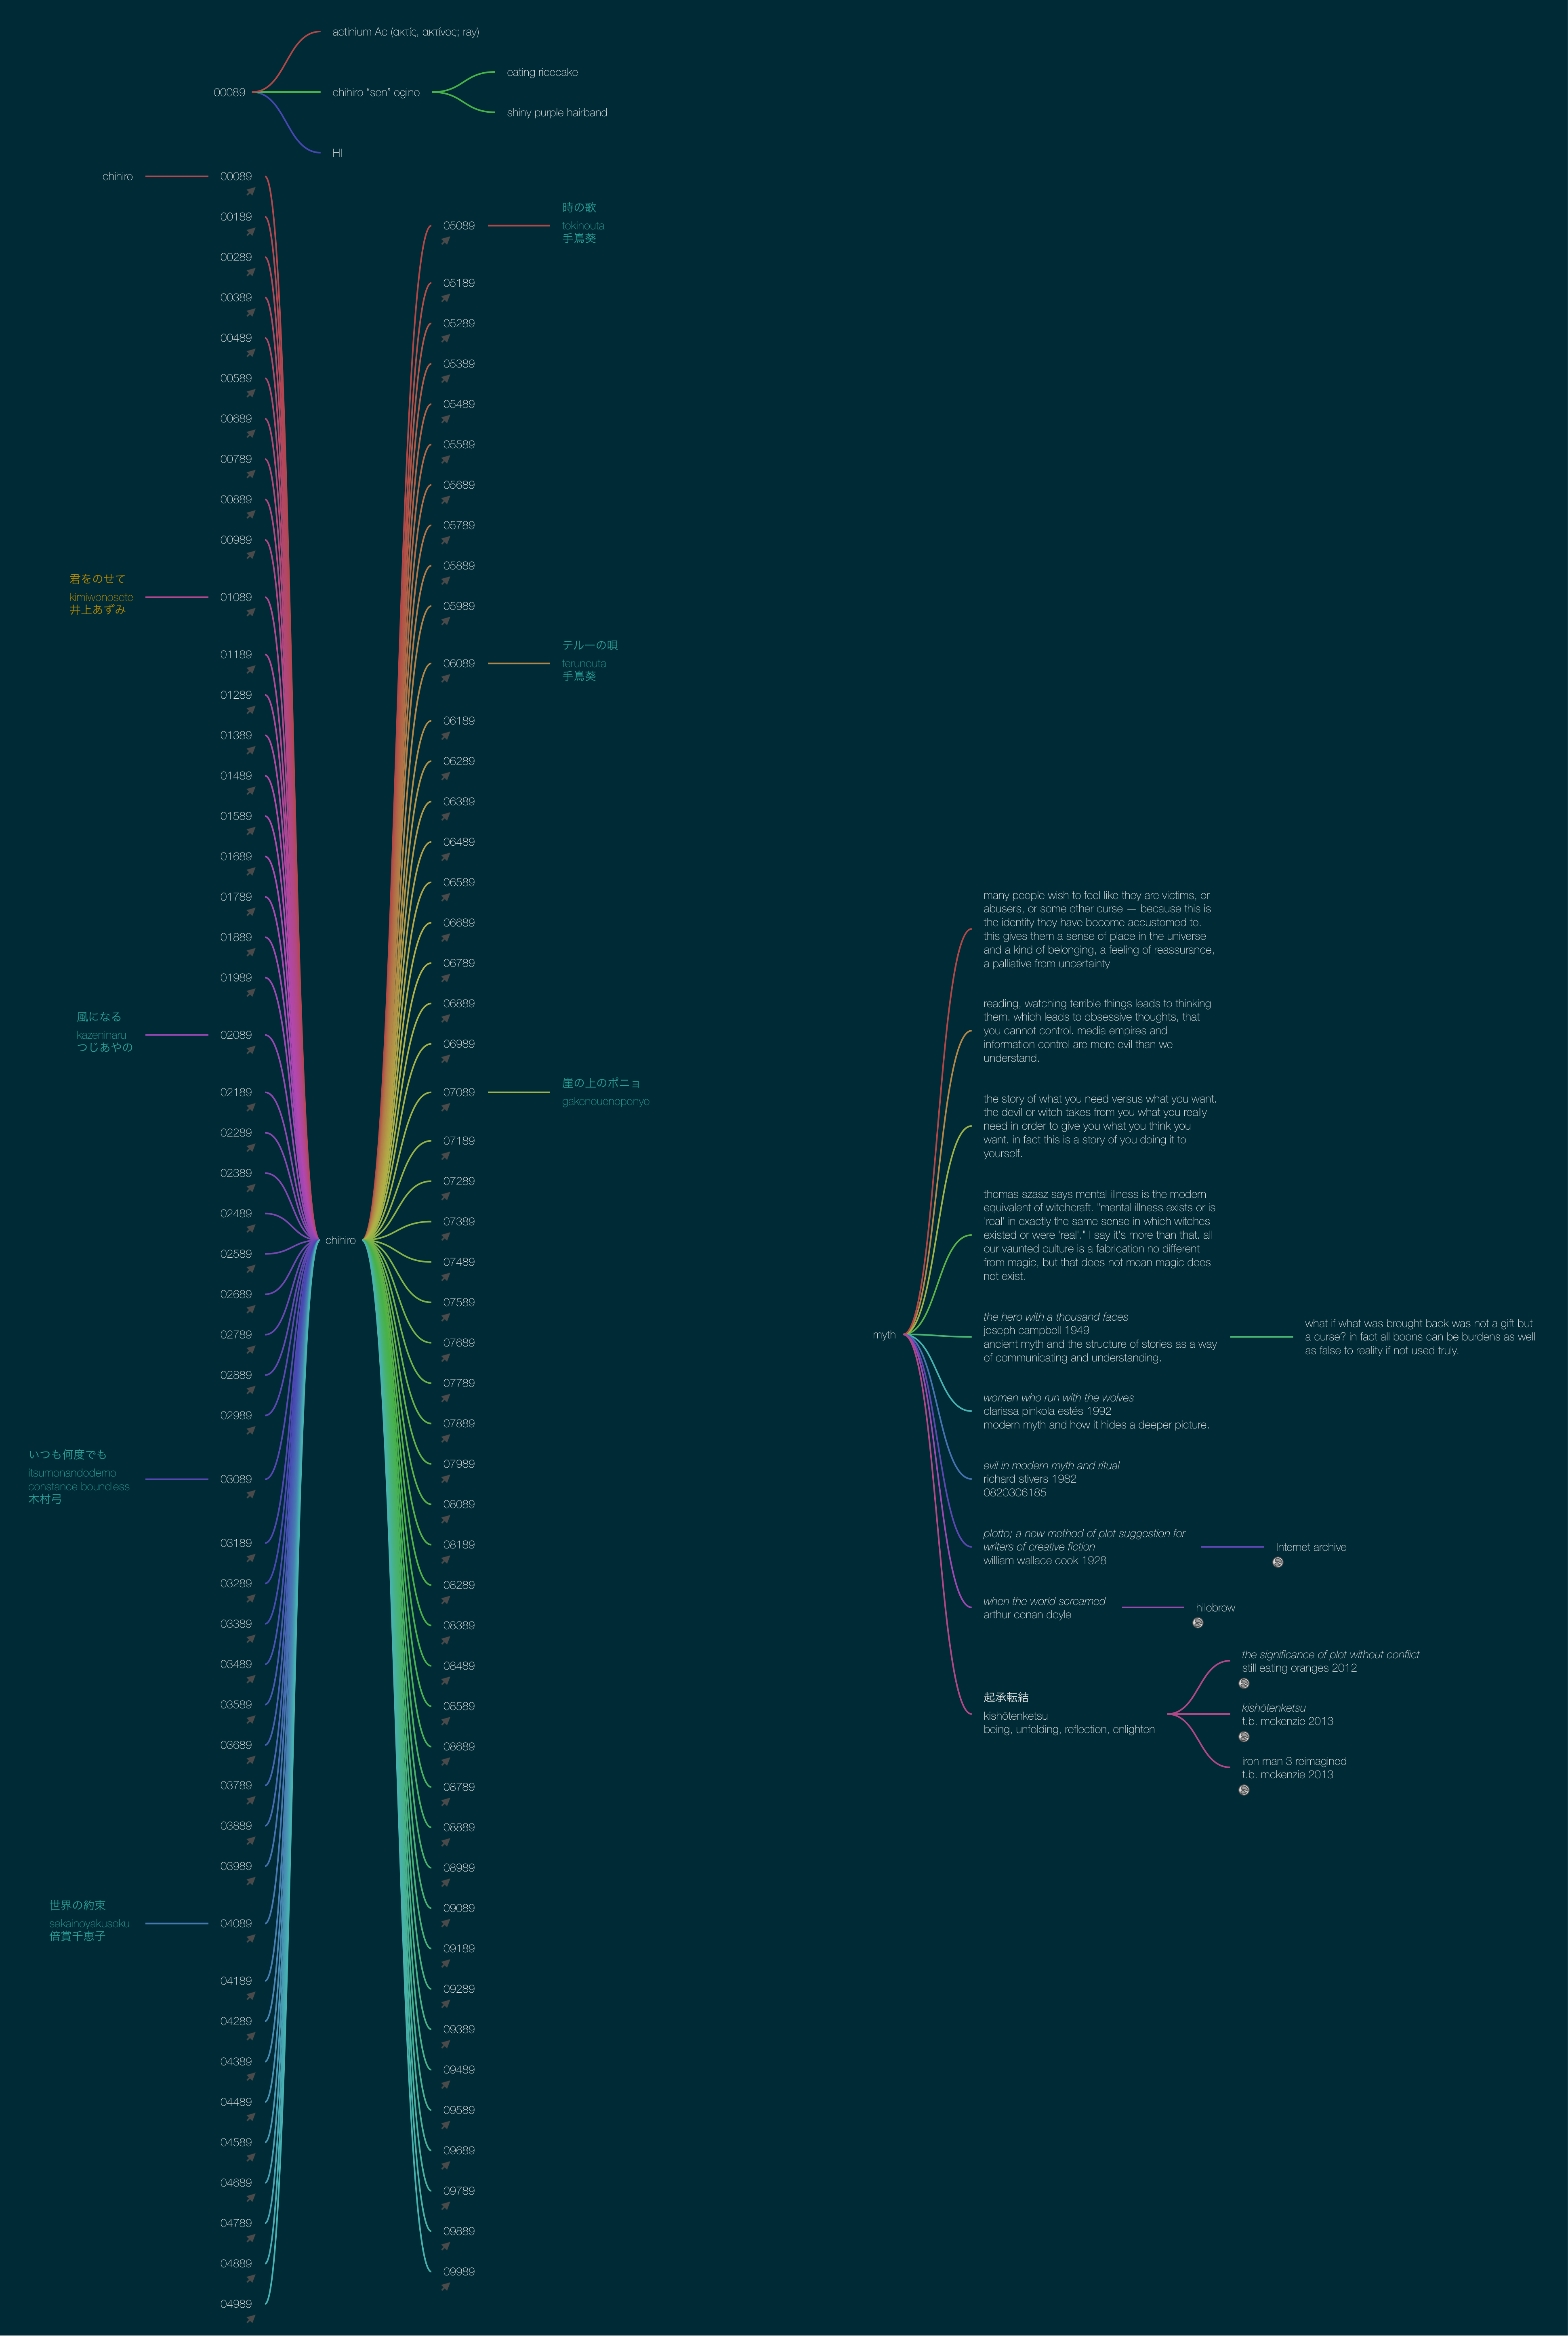 actinium Ac (ακτίς, ακτίνος; ray)
eating ricecake
00089
chihiro “sen” ogino
shiny purple hairband
HI
chihiro
00089
00189
00289
00389
00489
00589
00689
00789
00889
00989
君をのせて
kimiwonosete
井上あずみ
01089
01189
01289
01389
01489
01589
01689
01789
01889
01989
風になる
kazeninaru
つじあやの
02089
02189
02289
02389
02489
02589
02689
02789
02889
02989
いつも何度でも
itsumonandodemo
constance boundless
木村弓
03089
03189
03289
03389
03489
03589
03689
03789
03889
03989
世界の約束
sekainoyakusoku
倍賞千恵子
04089
04189
04289
04389
04489
04589
04689
04789
04889
04989
chihiro
05089
時の歌
tokinouta
手嶌葵
05189
05289
05389
05489
05589
05689
05789
05889
05989
06089
テルーの唄
terunouta
手嶌葵
06189
06289
06389
06489
06589
06689
06789
06889
06989
07089
崖の上のポニョ
gakenouenoponyo
07189
07289
07389
07489
07589
07689
07789
07889
07989
08089
08189
08289
08389
08489
08589
08689
08789
08889
08989
09089
09189
09289
09389
09489
09589
09689
09789
09889
09989
myth
many people wish to feel like they are victims, or
abusers, or some other curse — because this is
the identity they have become accustomed to.
this gives them a sense of place in the universe
and a kind of belonging, a feeling of reassurance,
a palliative from uncertainty
reading, watching terrible things leads to thinking
them. which leads to obsessive thoughts, that
you cannot control. media empires and
information control are more evil than we
understand.
the story of what you need versus what you want.
the devil or witch takes from you what you really
need in order to give you what you think you
want. in fact this is a story of you doing it to
yourself.
thomas szasz says mental illness is the modern
equivalent of witchcraft. "mental illness exists or is
'real' in exactly the same sense in which witches
existed or were 'real'." I say it's more than that. all
our vaunted culture is a fabrication no different
from magic, but that does not mean magic does
not exist.
the hero with a thousand faces
joseph campbell 1949
ancient myth and the structure of stories as a way
of communicating and understanding.
what if what was brought back was not a gift but
a curse? in fact all boons can be burdens as well
as false to reality if not used truly.
women who run with the wolves
clarissa pinkola estés 1992
modern myth and how it hides a deeper picture.
evil in modern myth and ritual
richard stivers 1982
0820306185
plotto; a new method of plot suggestion for
writers of creative fiction
william wallace cook 1928
Internet archive
when the world screamed
arthur conan doyle
hilobrow
起承転結
kishōtenketsu
being, unfolding, reflection, enlighten
the significance of plot without conflict
still eating oranges 2012
kishōtenketsu
t.b. mckenzie 2013
iron man 3 reimagined
t.b. mckenzie 2013